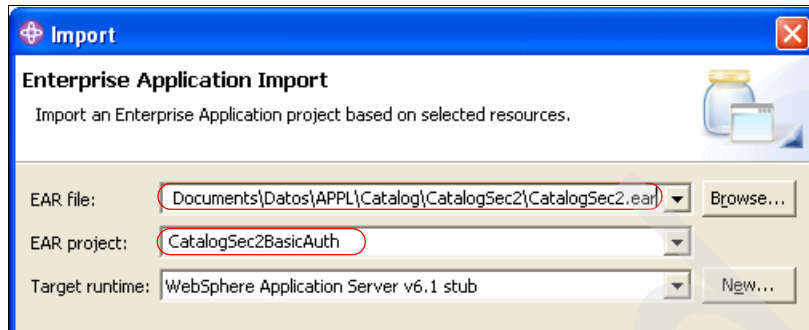 Import
Enterprise Application Import
Import an Enterprise Application project based on selected resources.
EAR file: Documents\Datos\APPL\Catalog\CatalogSec2\CatalogSec2.ear Browse...
EAR project: CatalogSec2BasicAuth
Target runtime: WebSphere Application Server v6.1 stub New...